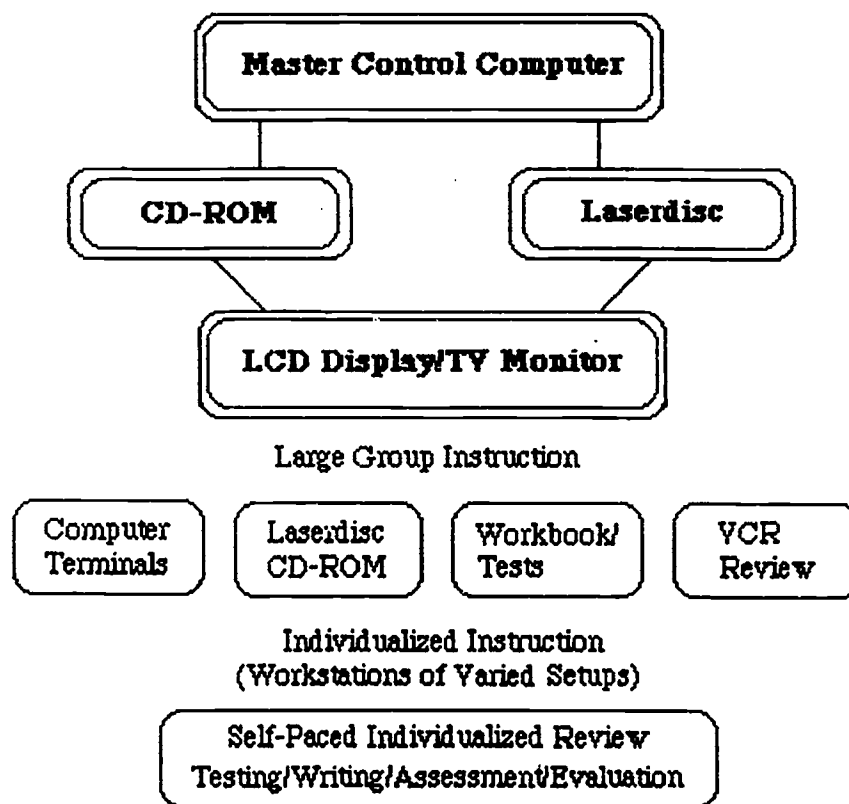 Master Control Computer
CD-ROM
Laserdisc
LCD Display/TV Monitor
Large Group Instruction
Computer
Terminals
Laserdisc
CD-ROM
Workbook/
Tests
VCR
Review
Individualized Instruction
(Workstations of Varied Setups)
Self-Paced Individualized Review
Testing/Writing/Assessment/Evaluation